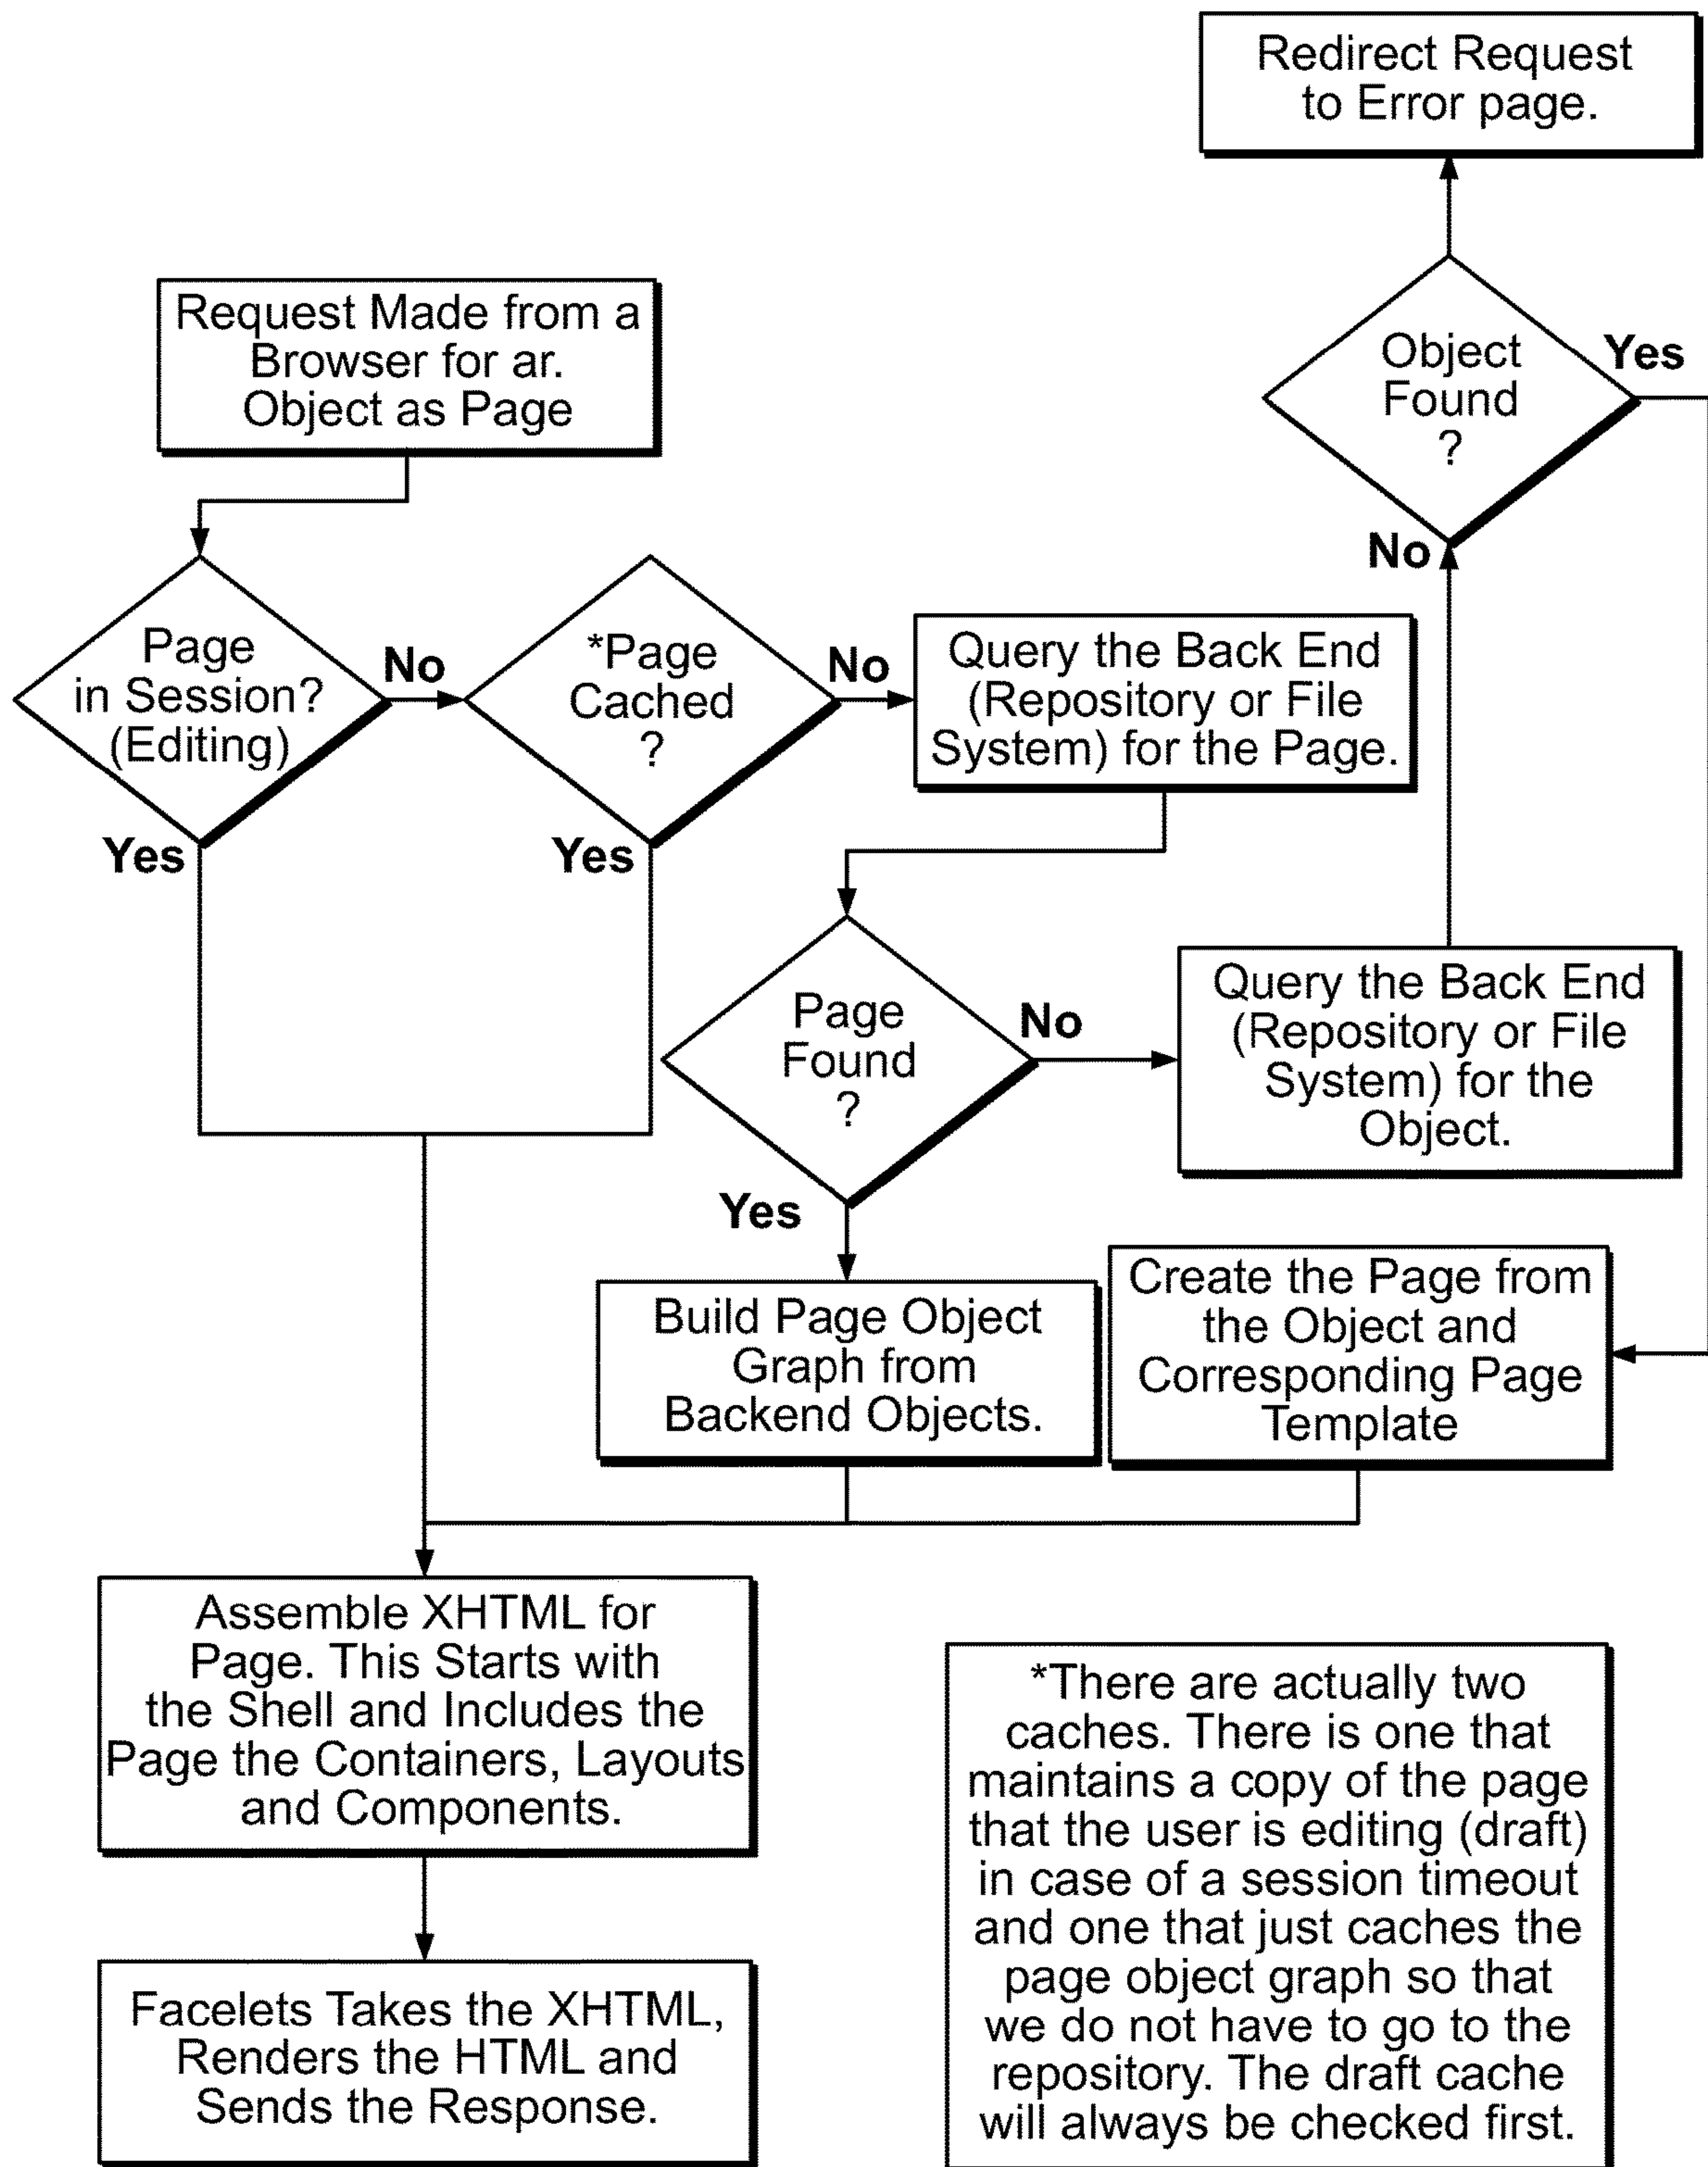 Redirect Request
to Error page.
Request Made from a
Browser for ar.
Object as Page
Object
Found
?
Yes
No
Page
in Session?
(Editing)
No
Yes
*Page
Cached
?
No
Yes
Query the Back End
(Repository or File
System) for the Page.
Page
Found
?
No
Yes
Query the Back End
(Repository or File
System) for the
Object.
Build Page Object
Graph from
Backend Objects.
Create the Page from
the Object and
Corresponding Page
Template
Assemble XHTML for
Page. This Starts with
the Shell and Includes the
Page the Containers, Layouts
and Components.
Facelets Takes the XHTML,
Renders the HTML and
Sends the Response.
*There are actually two
caches. There is one that
maintains a copy of the page
that the user is editing (draft)
in case of a session timeout
and one that just caches the
page object graph so that
we do not have to go to the
repository. The draft cache
will always be checked first.